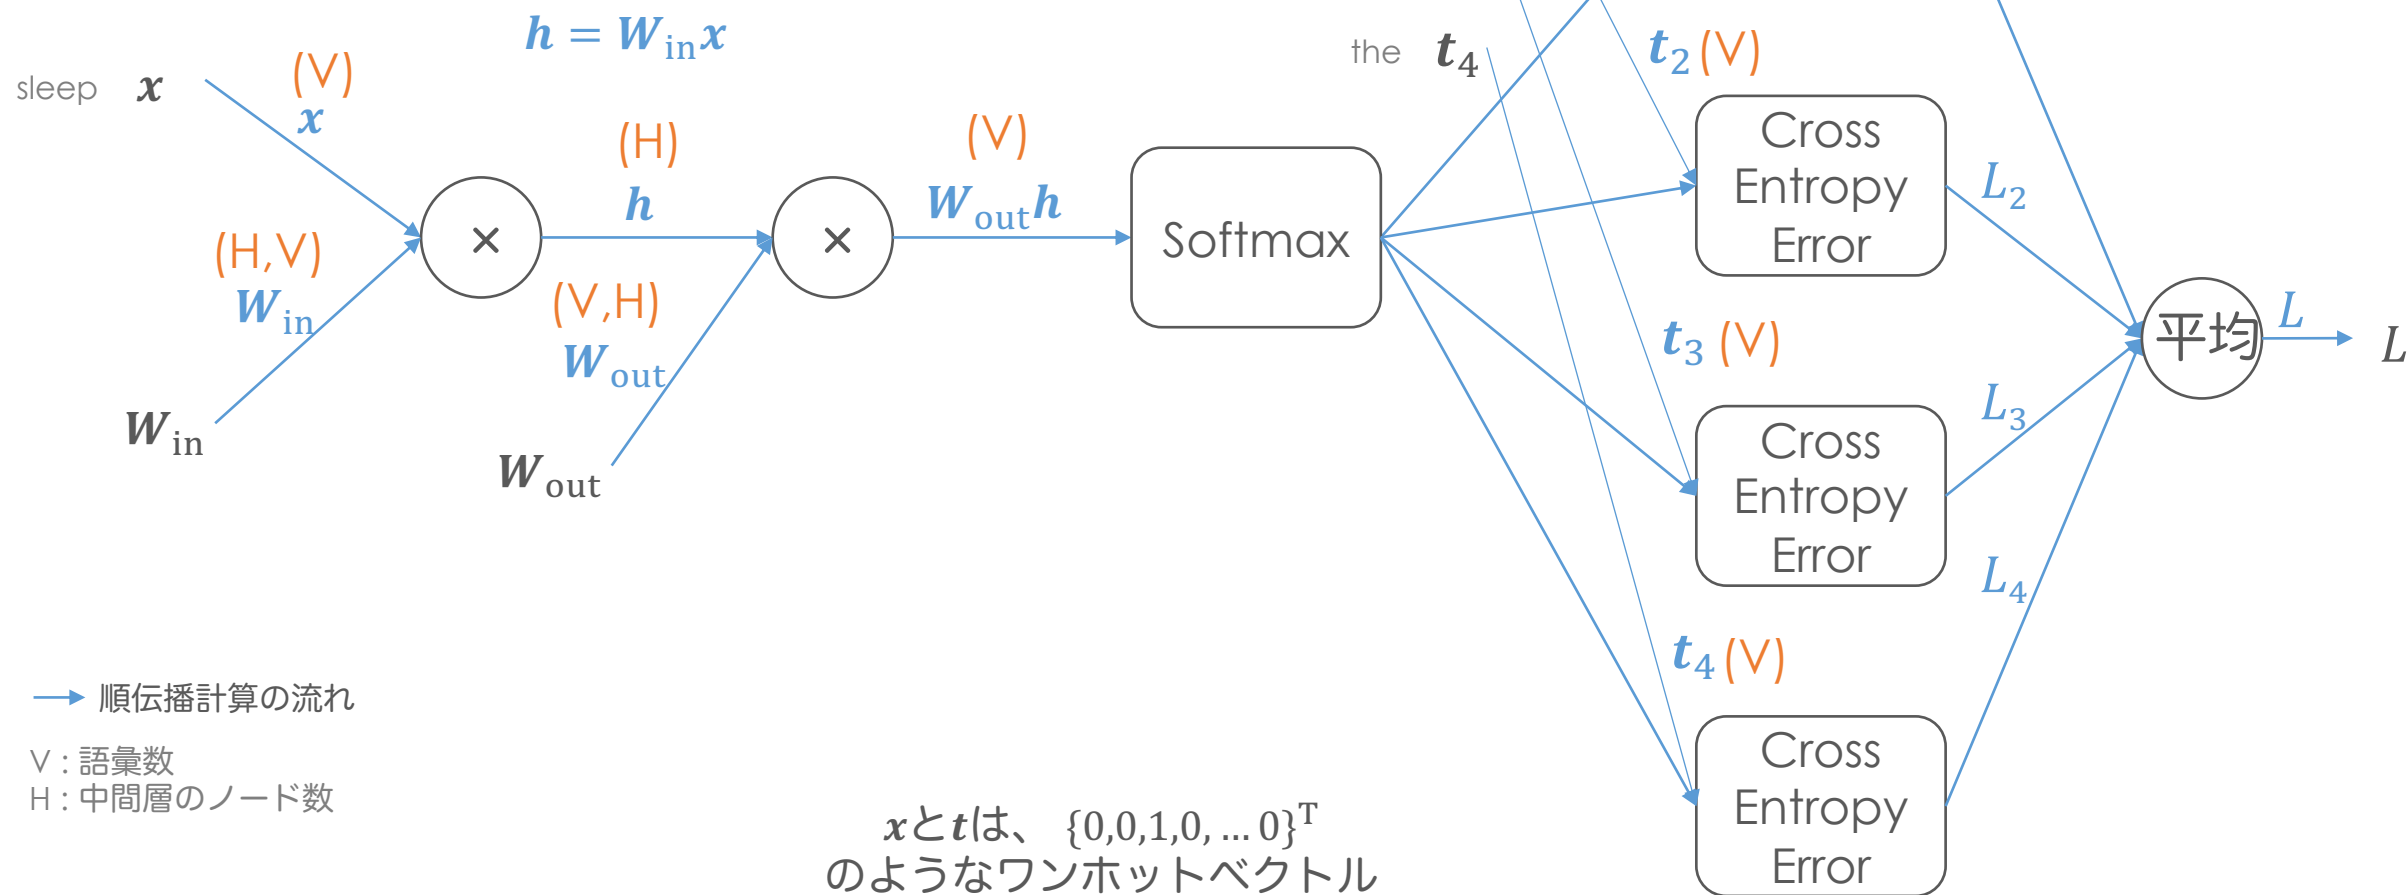 h = W_in x
sleep x
(V)
x
(H,V)
W_in
W_in
×
(H)
h
(V,H)
W_out
W_out
×
(V)
W_out h
Softmax
the t_4
t_2 (V)
Cross
Entropy
Error
L_2
t_3 (V)
Cross
Entropy
Error
L_3
t_4 (V)
Cross
Entropy
Error
L_4
平均
L
L
順伝播計算の流れ
V : 語彙数
H : 中間層のノード数
xとtは、 {0,0,1,0, … 0}^T
のようなワンホットベクトル